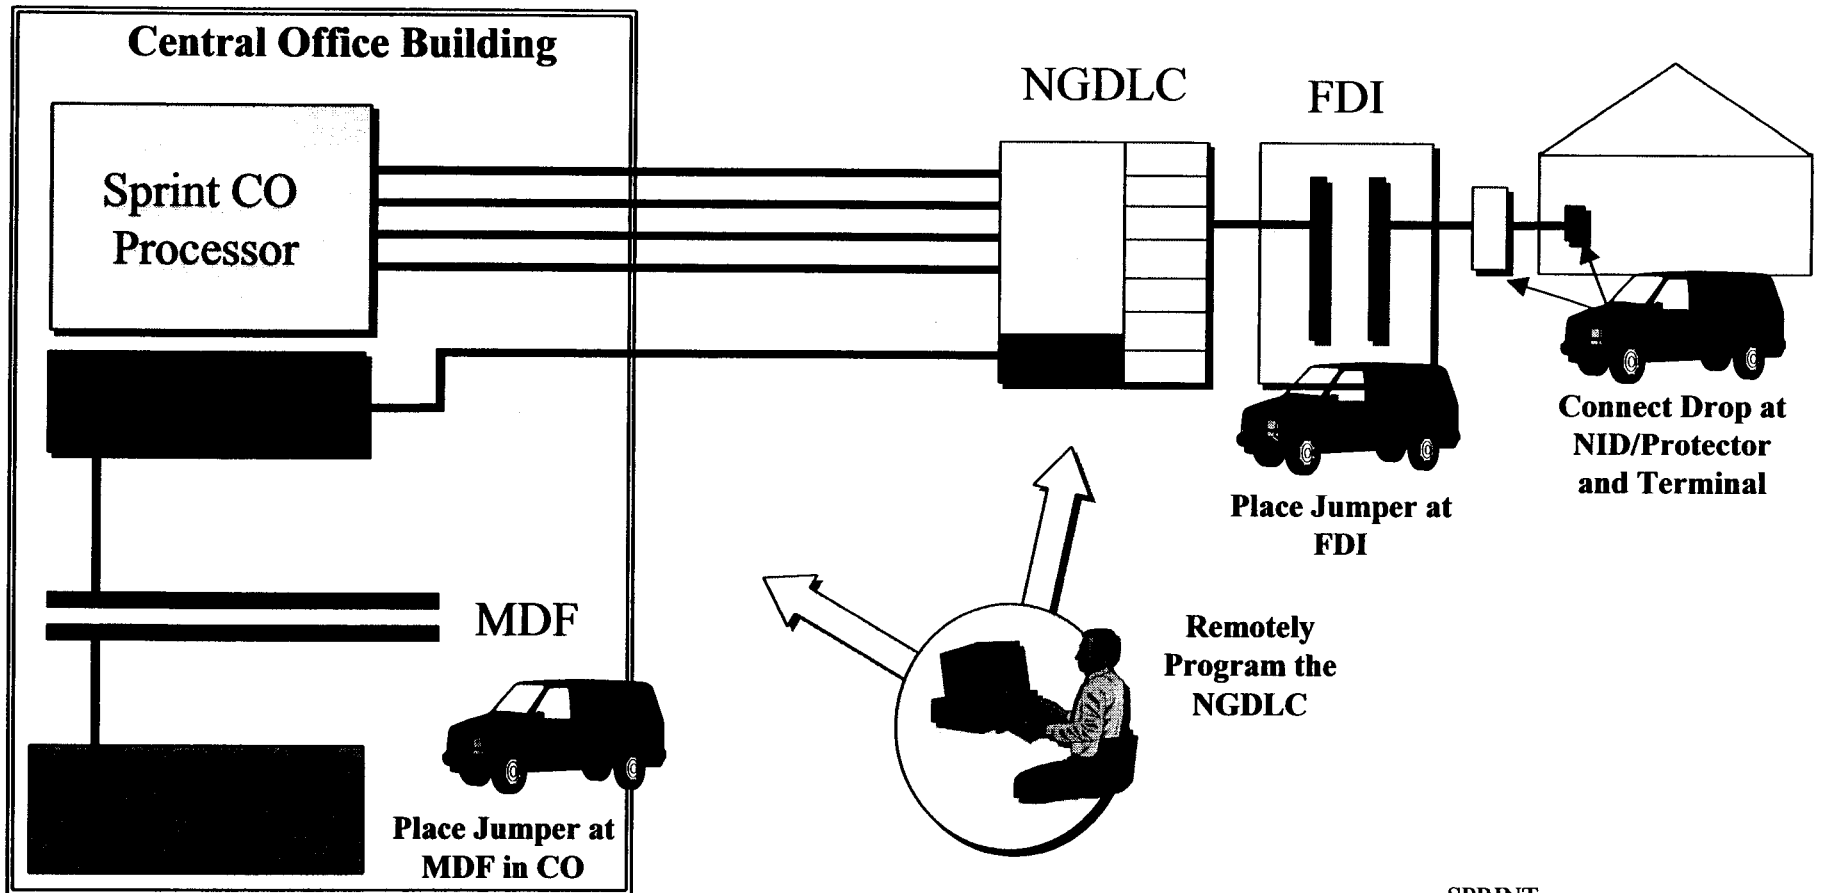 Central Office Building
NGDLC
FDI
Sprint CO
Processor
Connect Drop at
NID/Protector
and Terminal
Place Jumper at
FDI
MDF
Remotely
Program the
NGDLC
Place Jumper at
MDF in CO
SPRINT